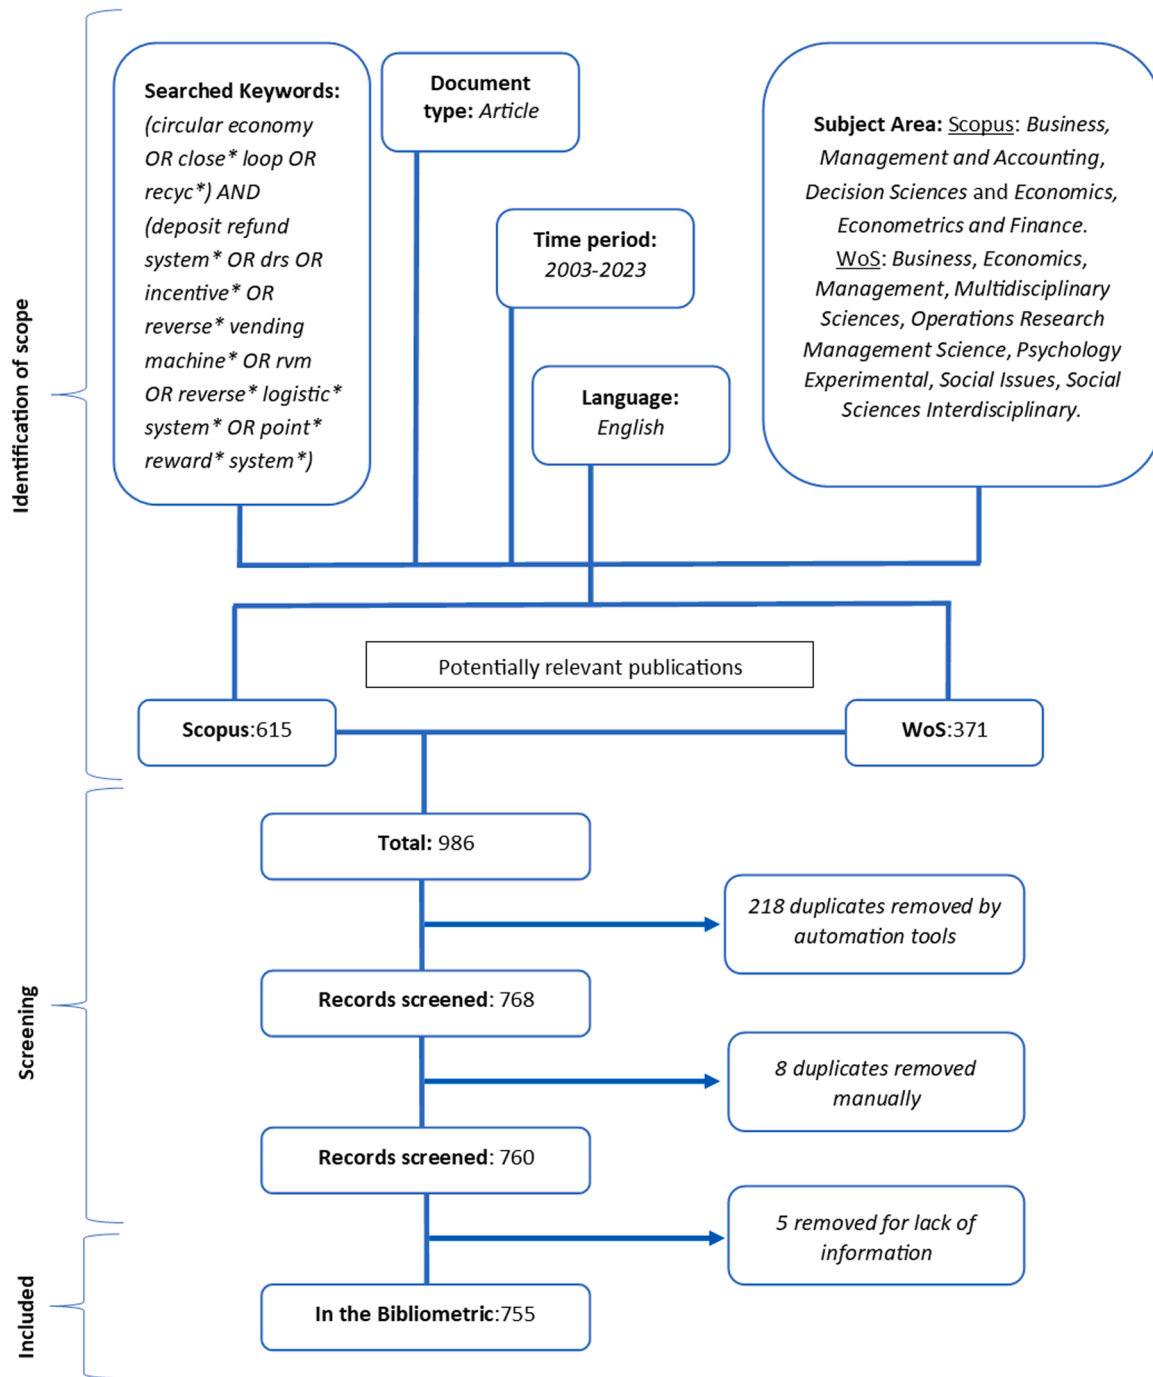 Identification of scope
Searched Keywords:
(circular economy
OR close* loop OR
recyc*) AND
(deposit refund
system* OR drs OR
incentive* OR
reverse* vending
machine* OR rvm
OR reverse* logistic*
system* OR point*
reward* system*)
Document
type: Article
Time period:
2003-2023
Language:
English
Subject Area: Scopus: Business,
Management and Accounting,
Decision Sciences and Economics,
Econometrics and Finance.
WoS: Business, Economics,
Management, Multidisciplinary
Sciences, Operations Research
Management Science, Psychology
Experimental, Social Issues, Social
Sciences Interdisciplinary.
Potentially relevant publications
Scopus:615
WoS:371
Screening
Total: 986
218 duplicates removed by
automation tools
Records screened: 768
8 duplicates removed
manually
Records screened: 760
5 removed for lack of
information
Included
In the Bibliometric:755